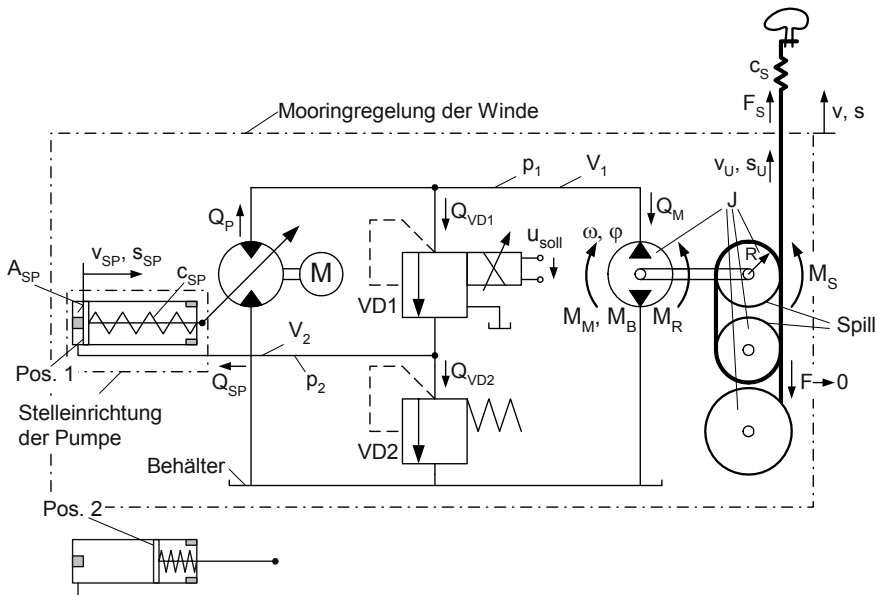 c_S
Mooringregelung der Winde
F_S
v, s
v_U, s_U
p_1
V_1
J
Q_P
Q_VD1
Q_M
u_soll
ω, φ
R
v_SP, s_SP
c_SP
A_SP
M
VD1
M_S
M_M, M_B
M_R
Spill
V_2
Pos. 1
Q_SP
p_2
Q_VD2
F→0
Stelleinrichtung
der Pumpe
VD2
Behälter
Pos. 2